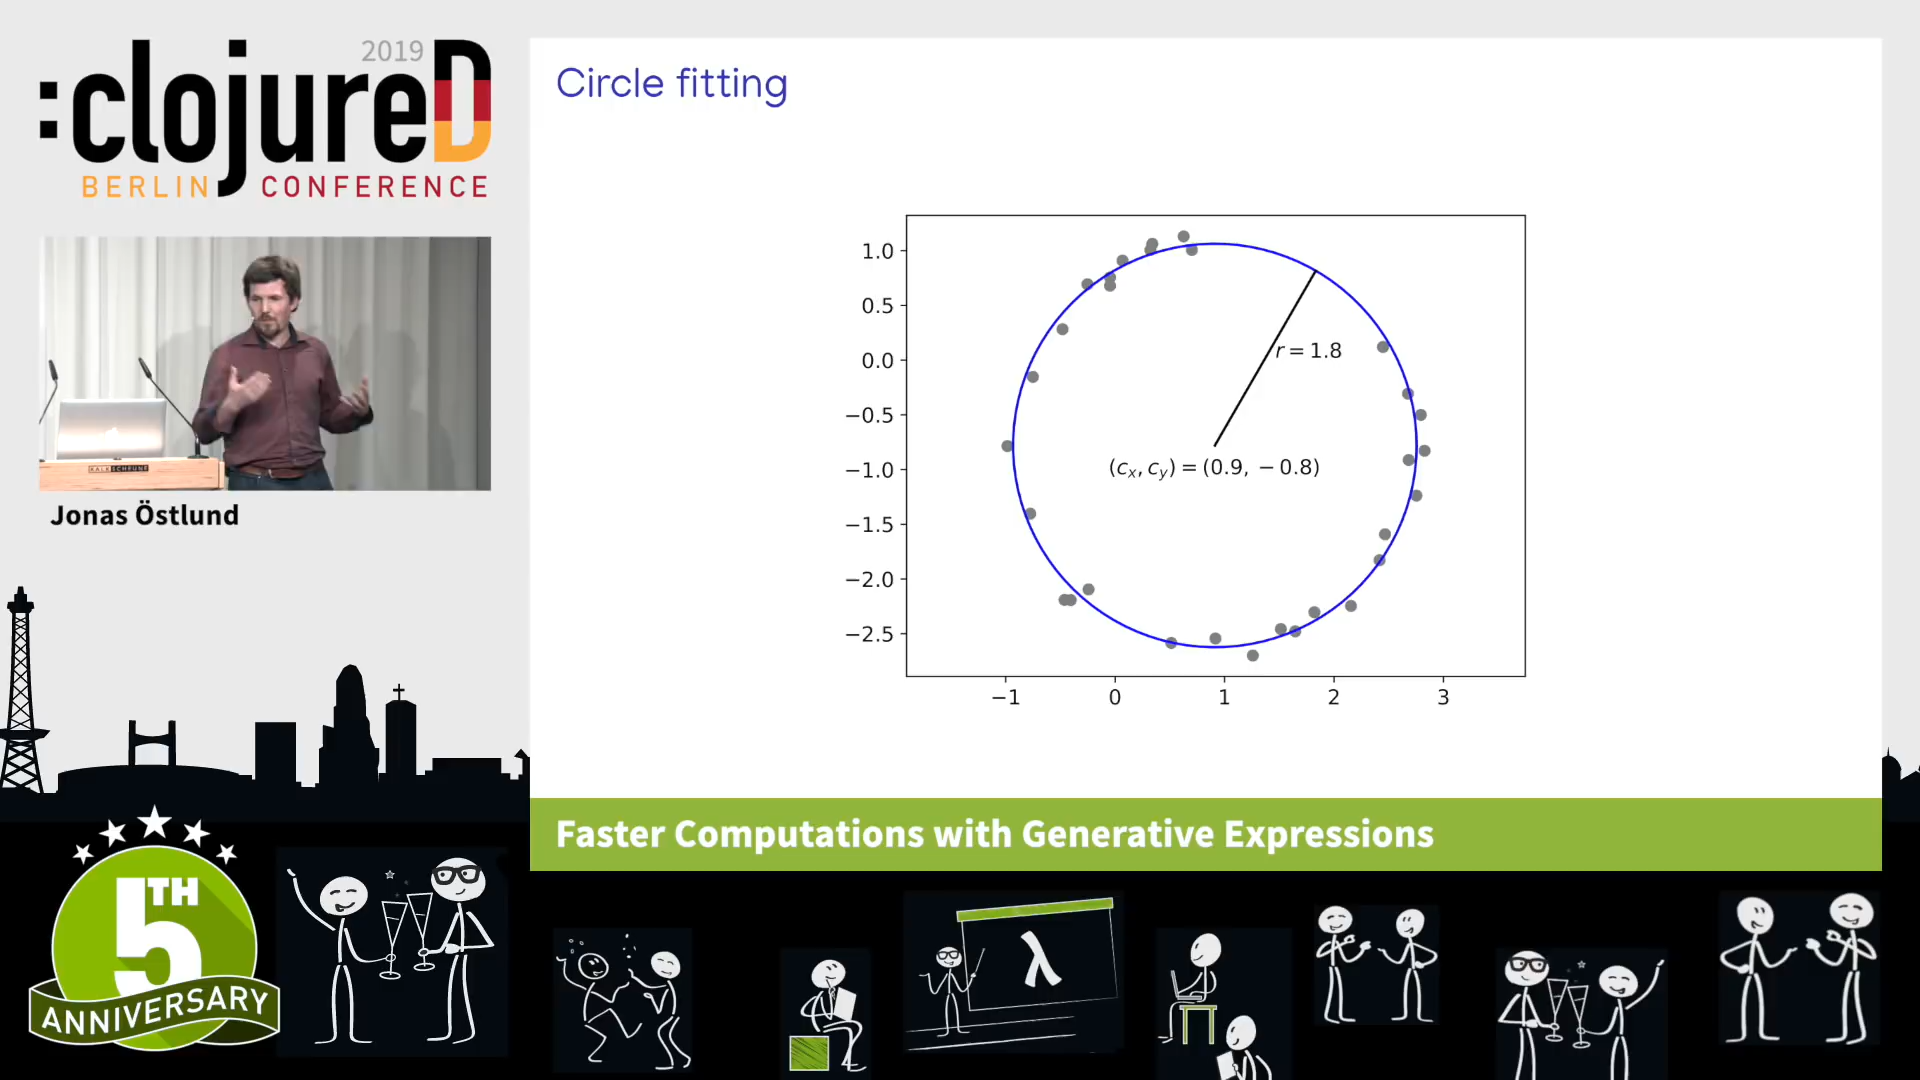 2019
:clojureD
BERLIN CONFERENCE
KALKSCHEUNE
Jonas Östlund
Circle fitting
1.0
0.5
0.0
−0.5
−1.0
−1.5
−2.0
−2.5
r = 1.8
(cₓ, cᵧ) = (0.9, −0.8)
−1 0 1 2 3
Faster Computations with Generative Expressions
5TH
ANNIVERSARY
λ